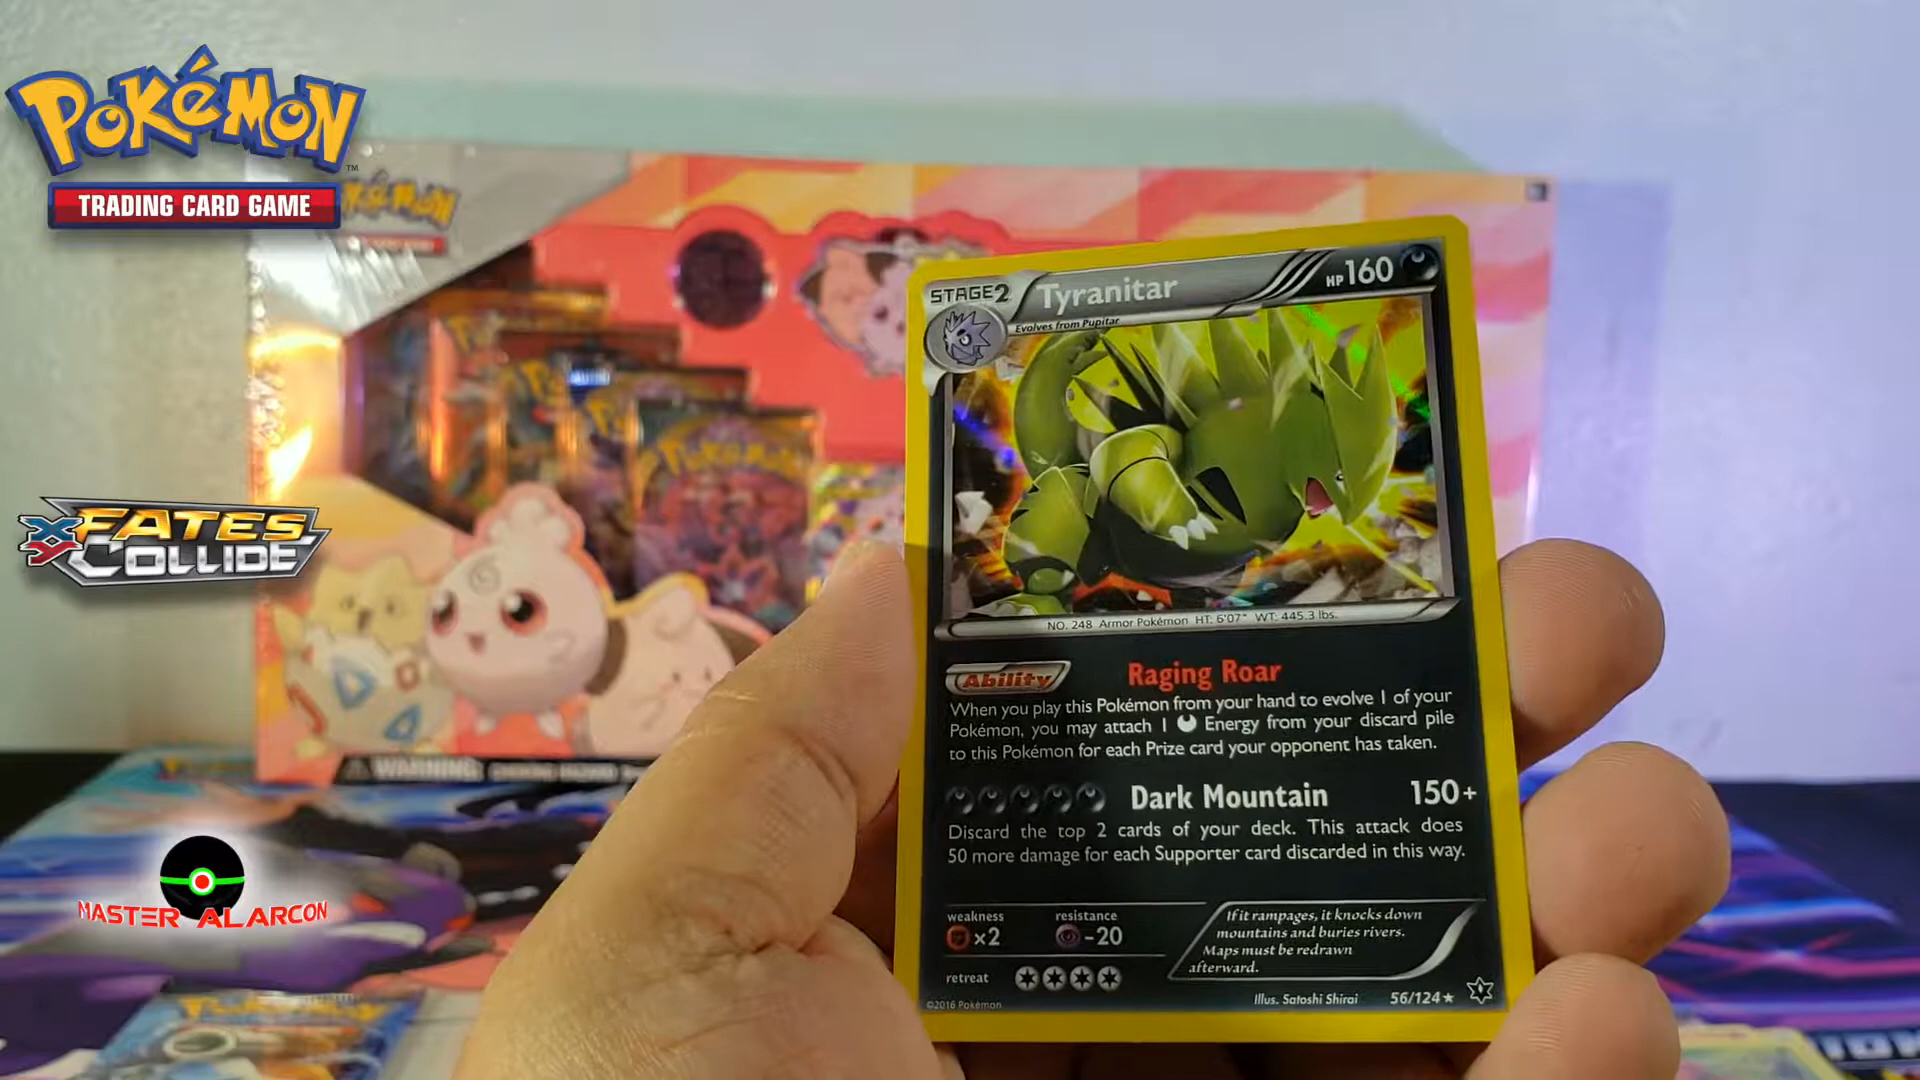 POKéMON
TM
TRADING CARD GAME
XY
FATES
COLLIDE
MASTER ALARCON
WARNING:
STAGE2
Tyranitar
HP160
Evolves from Pupitar
NO. 248 Armor Pokémon HT: 6'07" WT: 445.3 lbs.
Ability Raging Roar
When you play this Pokémon from your hand to evolve 1 of your
Pokémon, you may attach 1 Energy from your discard pile
to this Pokémon for each Prize card your opponent has taken.
Dark Mountain 150+
Discard the top 2 cards of your deck. This attack does
50 more damage for each Supporter card discarded in this way.
weakness resistance
×2 -20
retreat
If it rampages, it knocks down
mountains and buries rivers.
Maps must be redrawn
afterward.
©2016 Pokémon
Illus. Satoshi Shirai 56/124